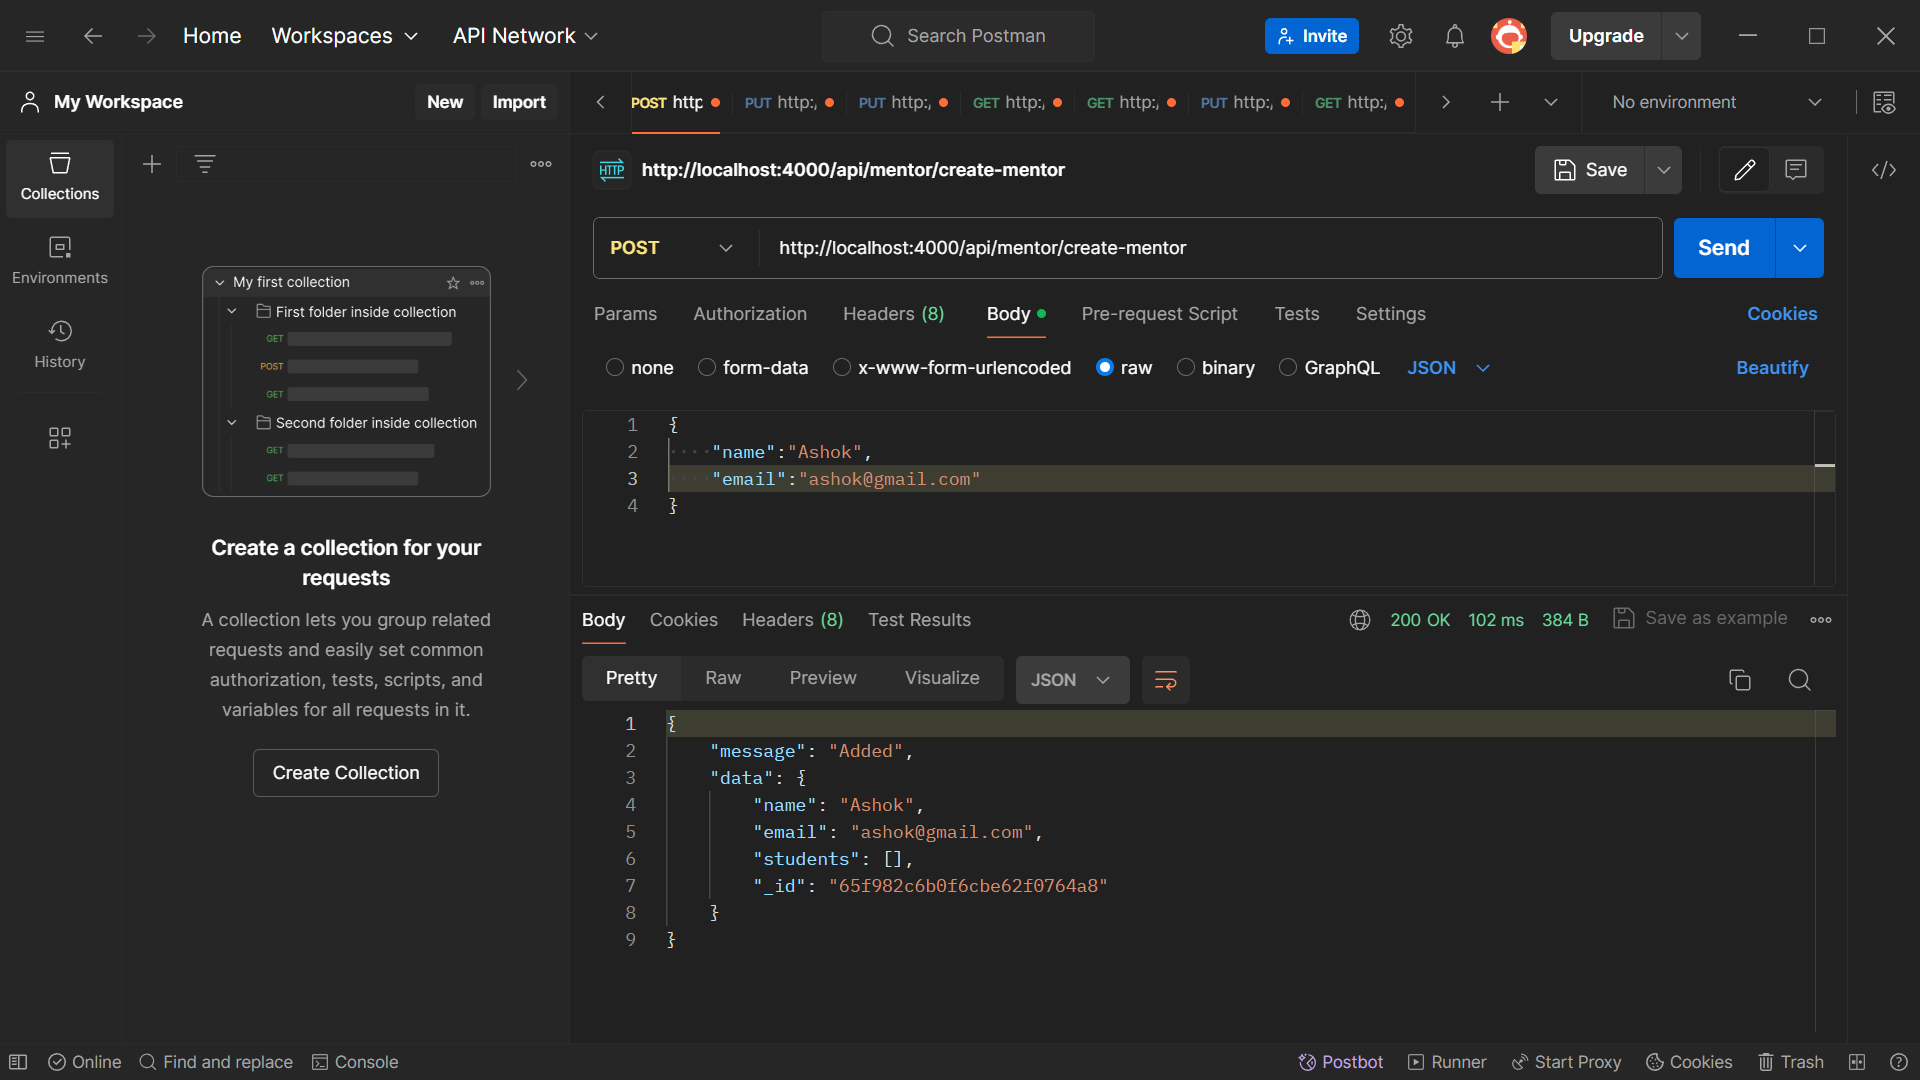 Home Workspaces API Network Search Postman Invite Upgrade
My Workspace New Import
POST http PUT http:/ PUT http:/ GET http:/ GET http:/ PUT http:/ GET http:/ No environment
Collections
Environments
History
My first collection
First folder inside collection
GET
POST
GET
Second folder inside collection
GET
GET
Create a collection for your
requests
A collection lets you group related
requests and easily set common
authorization, tests, scripts, and
variables for all requests in it.
Create Collection
HTTP http://localhost:4000/api/mentor/create-mentor Save
POST http://localhost:4000/api/mentor/create-mentor Send
Params Authorization Headers (8) Body Pre-request Script Tests Settings Cookies
none form-data x-www-form-urlencoded raw binary GraphQL JSON Beautify
1 {
2 "name":"Ashok",
3 "email":"ashok@gmail.com"
4 }
Body Cookies Headers (8) Test Results 200 OK 102 ms 384 B Save as example
Pretty Raw Preview Visualize JSON
1 {
2 "message": "Added",
3 "data": {
4 "name": "Ashok",
5 "email": "ashok@gmail.com",
6 "students": [],
7 "_id": "65f982c6b0f6cbe62f0764a8"
8 }
9 }
Online Find and replace Console Postbot Runner Start Proxy Cookies Trash